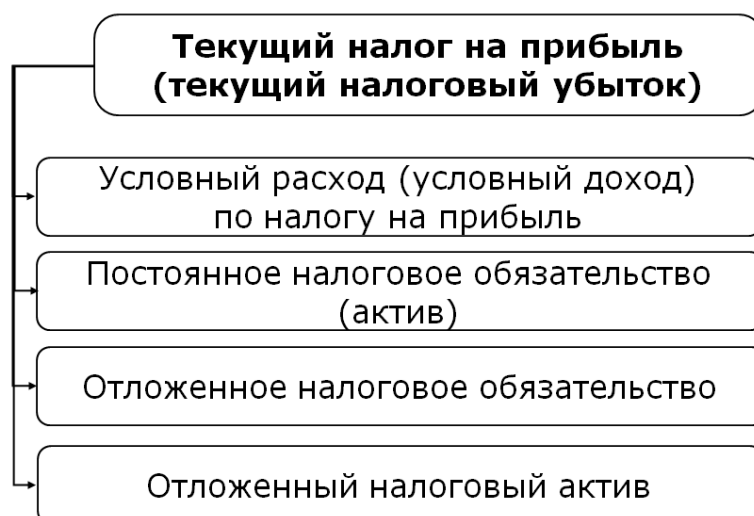 Текущий налог на прибыль
(текущий налоговый убыток)
Условный расход (условный доход)
по налогу на прибыль
Постоянное налоговое обязательство
(актив)
Отложенное налоговое обязательство
Отложенный налоговый актив